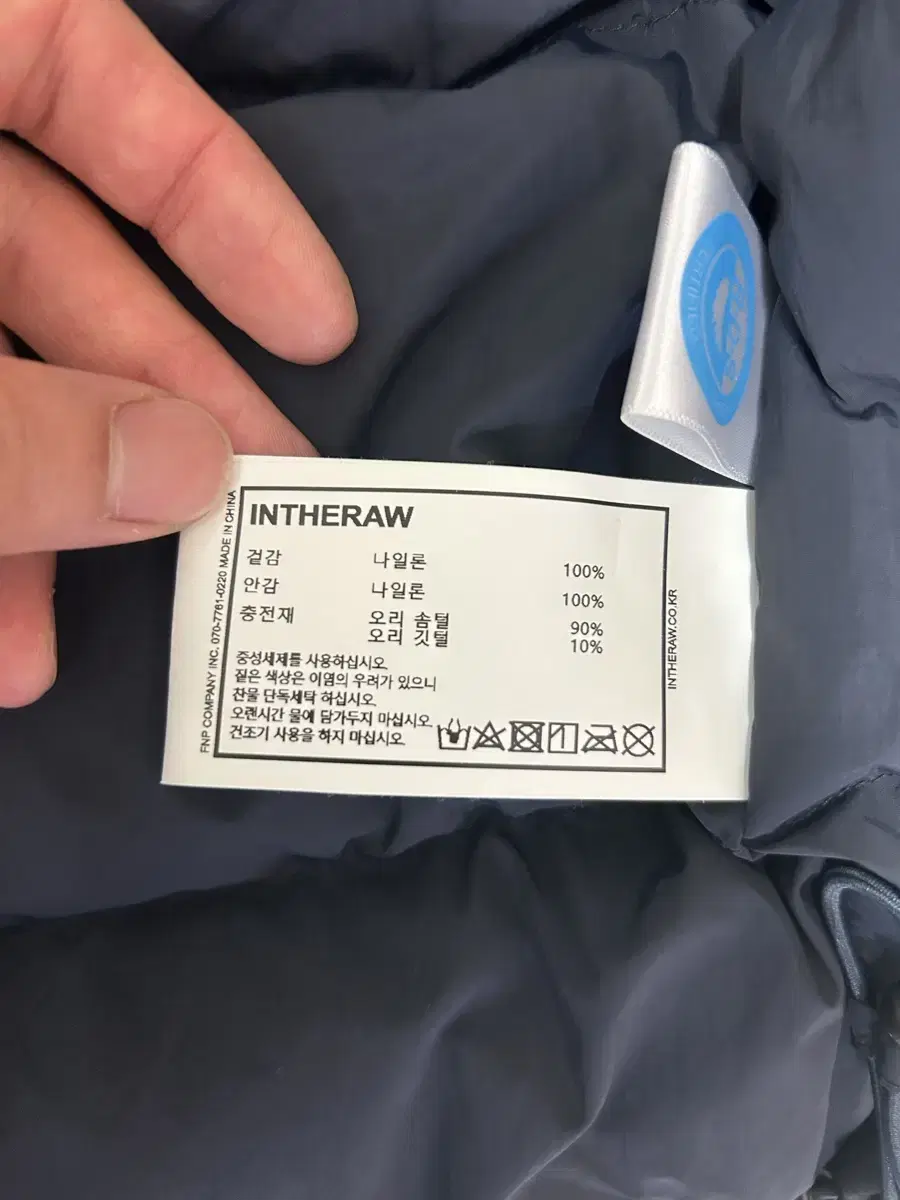 INTHERAW
겉감 나일론 100%
안감 나일론 100%
충전재 오리 솜털 90%
오리 깃털 10%
중성세제를 사용하십시오
짙은 색상은 이염의 우려가 있으니
찬물 단독세탁 하십시오
오랜시간 물에 담가두지 마십시오
건조기 사용을 하지 마십시오
FNP COMPANY INC. 070-7761-0220 MADE IN CHINA
INTHERAW.CO.KR